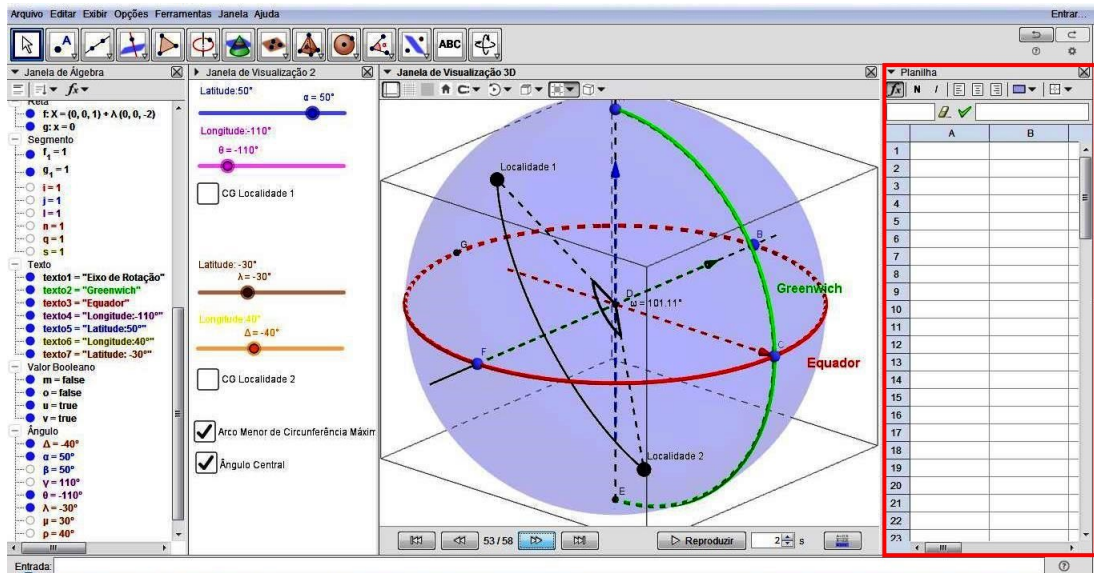 Arquivo Editar Exibir Opções Ferramentas Janela Ajuda
Entrar...
ABC
Janela de Álgebra
Reta
f: X = (0, 0, 1) + λ (0, 0, -2)
g: x = 0
Segmento
f₁ = 1
g₁ = 1
i = 1
j = 1
l = 1
n = 1
q = 1
s = 1
Texto
texto1 = "Eixo de Rotação"
texto2 = "Greenwich"
texto3 = "Equador"
texto4 = "Longitude:-110°"
texto5 = "Latitude:50°"
texto6 = "Longitude:40°"
texto7 = "Latitude: -30°"
Valor Booleano
m = false
o = false
u = true
v = true
Ângulo
Δ = -40°
α = 50°
β = 50°
γ = 110°
θ = -110°
λ = -30°
μ = 30°
ρ = 40°
Janela de Visualização 2
Latitude:50°
α = 50°
Longitude:-110°
θ = -110°
CG Localidade 1
Latitude: -30°
λ = -30°
Longitude:40°
Δ = -40°
CG Localidade 2
Arco Menor de Circunferência Máxim
Ângulo Central
Janela de Visualização 3D
Localidade 1
G
B
Greenwich
D
ω = 101.11°
C
F
Equador
Localidade 2
E
53 / 58
Reproduzir
2
s
Planilha
fx N I
A B
1
2
3
4
5
6
7
8
9
10
11
12
13
14
15
16
17
18
19
20
21
22
23
Entrada: